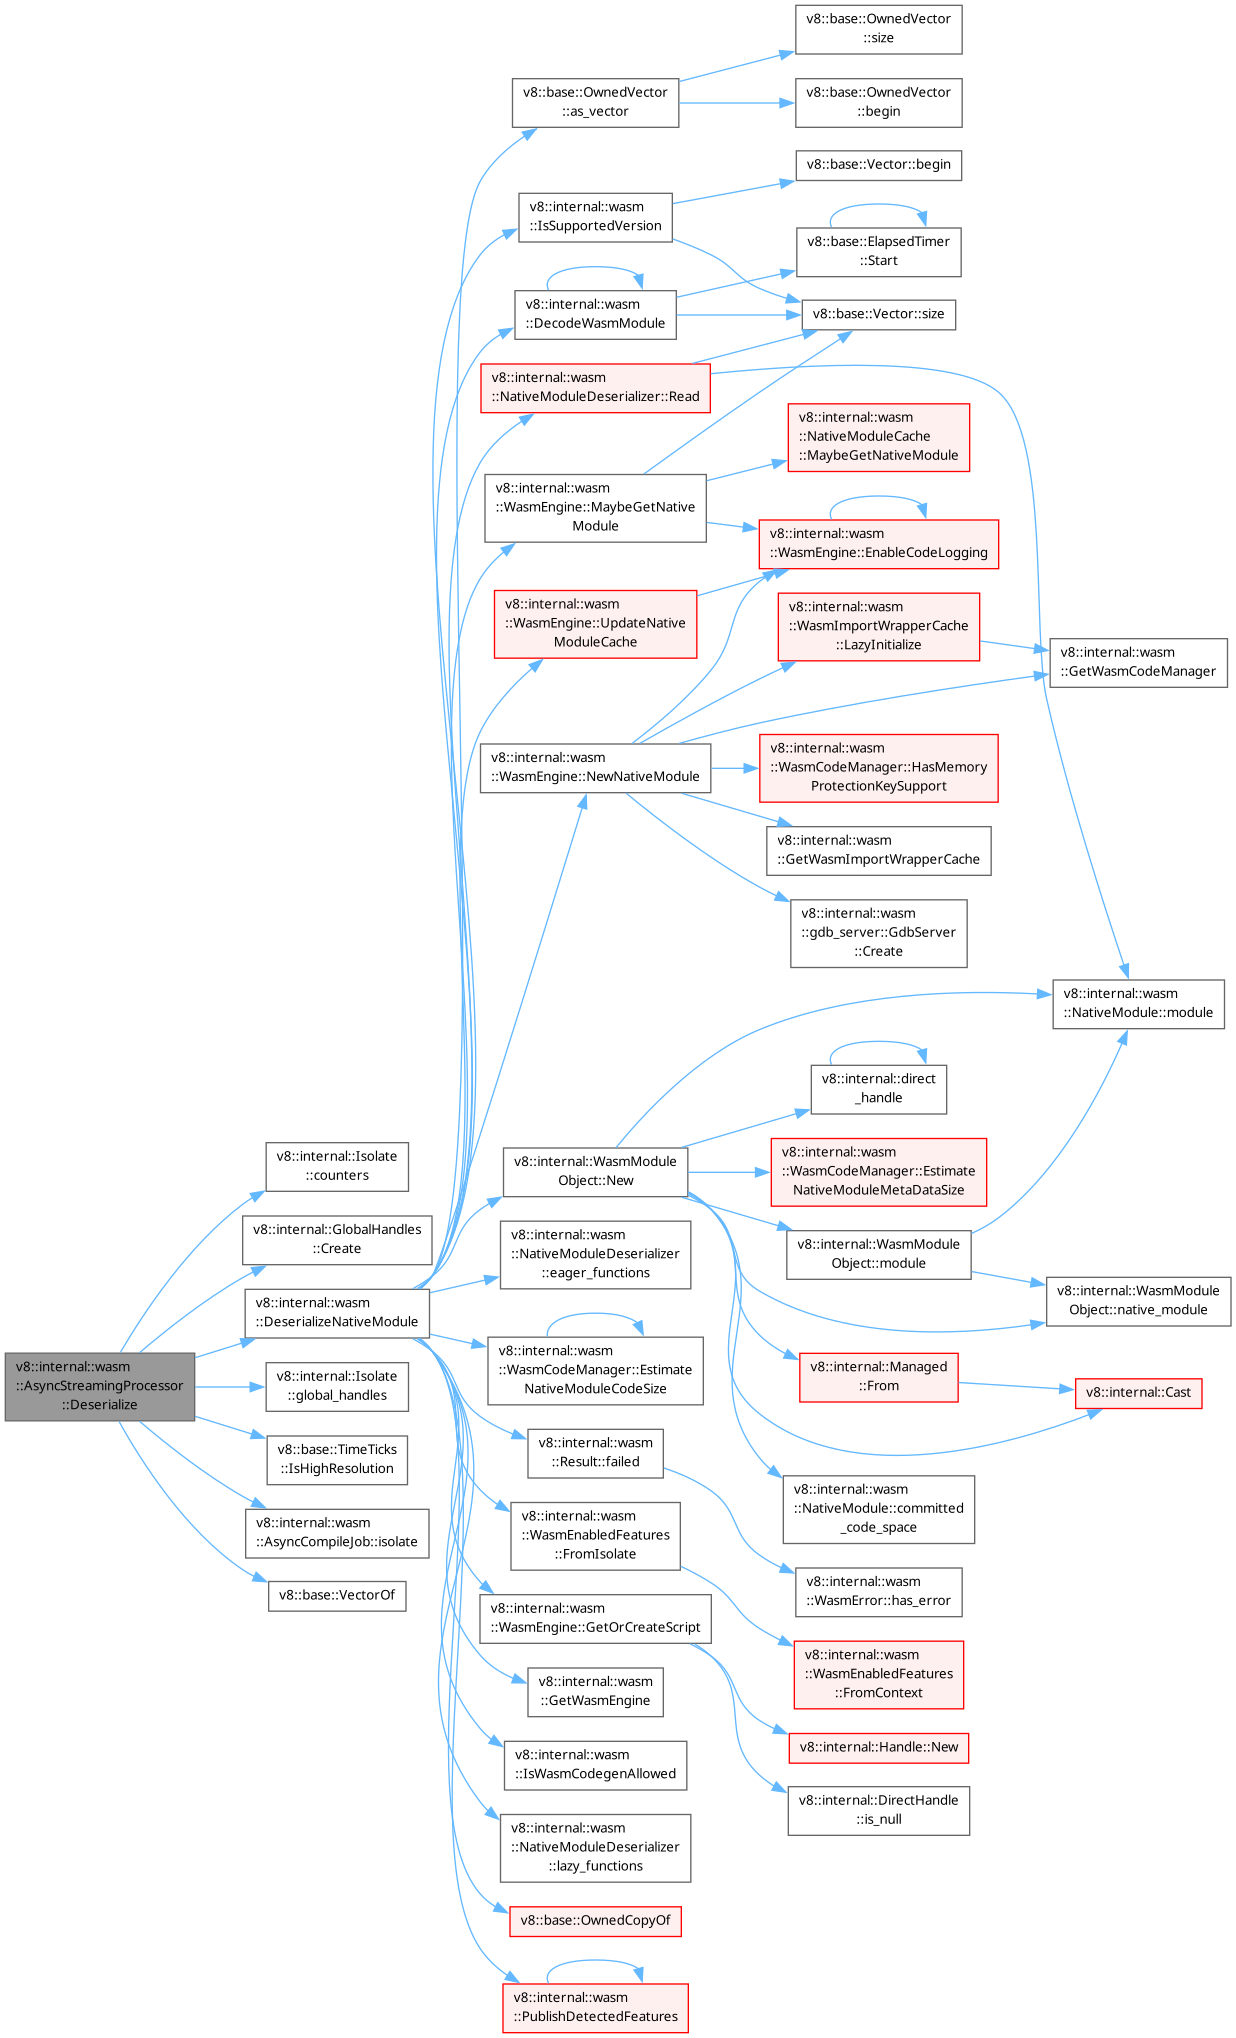 v8::internal::wasm
::AsyncStreamingProcessor
::Deserialize
v8::internal::Isolate
::counters
v8::internal::GlobalHandles
::Create
v8::internal::wasm
::DeserializeNativeModule
v8::internal::Isolate
::global_handles
v8::base::TimeTicks
::IsHighResolution
v8::internal::wasm
::AsyncCompileJob::isolate
v8::base::VectorOf
v8::base::OwnedVector
::as_vector
v8::internal::wasm
::IsSupportedVersion
v8::internal::wasm
::DecodeWasmModule
v8::internal::wasm
::NativeModuleDeserializer::Read
v8::internal::wasm
::WasmEngine::MaybeGetNative
Module
v8::internal::wasm
::WasmEngine::UpdateNative
ModuleCache
v8::internal::wasm
::WasmEngine::NewNativeModule
v8::internal::WasmModule
Object::New
v8::internal::wasm
::NativeModuleDeserializer
::eager_functions
v8::internal::wasm
::WasmCodeManager::Estimate
NativeModuleCodeSize
v8::internal::wasm
::Result::failed
v8::internal::wasm
::WasmEnabledFeatures
::FromIsolate
v8::internal::wasm
::WasmEngine::GetOrCreateScript
v8::internal::wasm
::GetWasmEngine
v8::internal::wasm
::IsWasmCodegenAllowed
v8::internal::wasm
::NativeModuleDeserializer
::lazy_functions
v8::base::OwnedCopyOf
v8::internal::wasm
::PublishDetectedFeatures
v8::base::OwnedVector
::size
v8::base::OwnedVector
::begin
v8::base::Vector::begin
v8::base::ElapsedTimer
::Start
v8::base::Vector::size
v8::internal::wasm
::NativeModuleCache
::MaybeGetNativeModule
v8::internal::wasm
::WasmEngine::EnableCodeLogging
v8::internal::wasm
::WasmImportWrapperCache
::LazyInitialize
v8::internal::wasm
::WasmCodeManager::HasMemory
ProtectionKeySupport
v8::internal::wasm
::GetWasmImportWrapperCache
v8::internal::wasm
::gdb_server::GdbServer
::Create
v8::internal::direct
_handle
v8::internal::wasm
::WasmCodeManager::Estimate
NativeModuleMetaDataSize
v8::internal::WasmModule
Object::module
v8::internal::Managed
::From
v8::internal::wasm
::NativeModule::committed
_code_space
v8::internal::wasm
::WasmError::has_error
v8::internal::wasm
::WasmEnabledFeatures
::FromContext
v8::internal::Handle::New
v8::internal::DirectHandle
::is_null
v8::internal::wasm
::GetWasmCodeManager
v8::internal::wasm
::NativeModule::module
v8::internal::WasmModule
Object::native_module
v8::internal::Cast